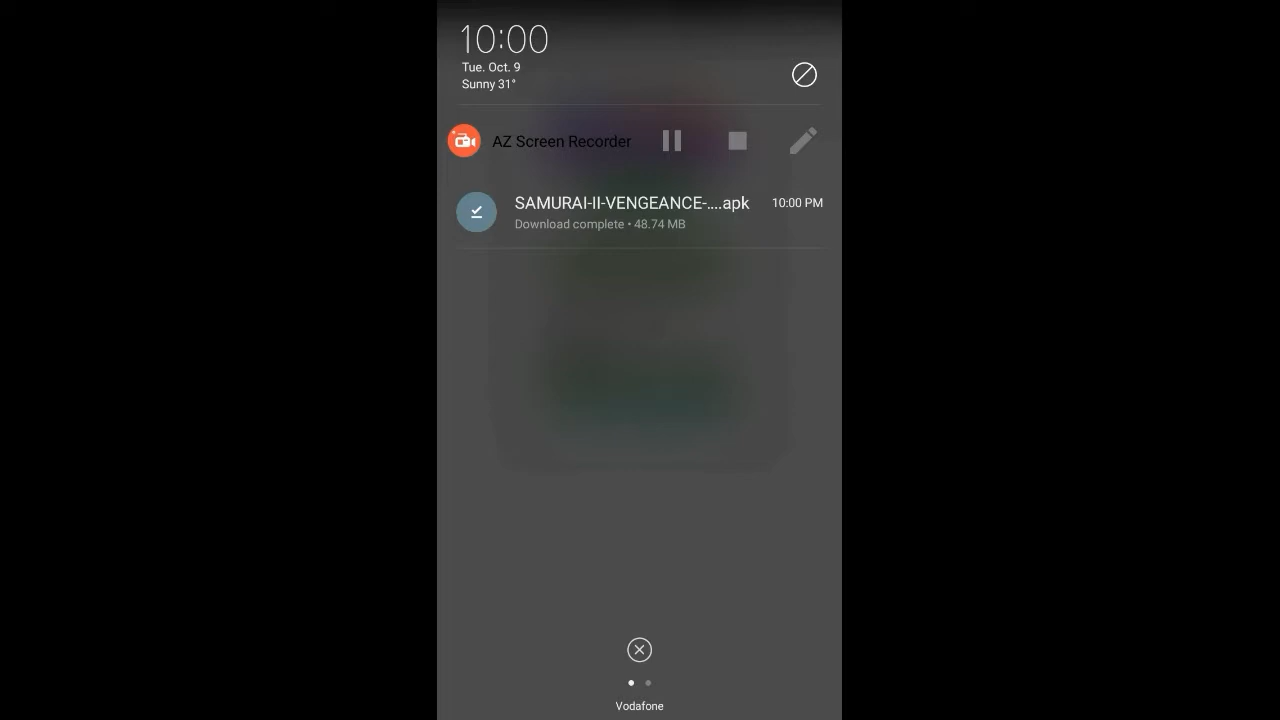 10:00
Tue. Oct. 9
Sunny 31°
AZ Screen Recorder
SAMURAI-II-VENGEANCE-....apk 10:00 PM
Download complete • 48.74 MB
Vodafone